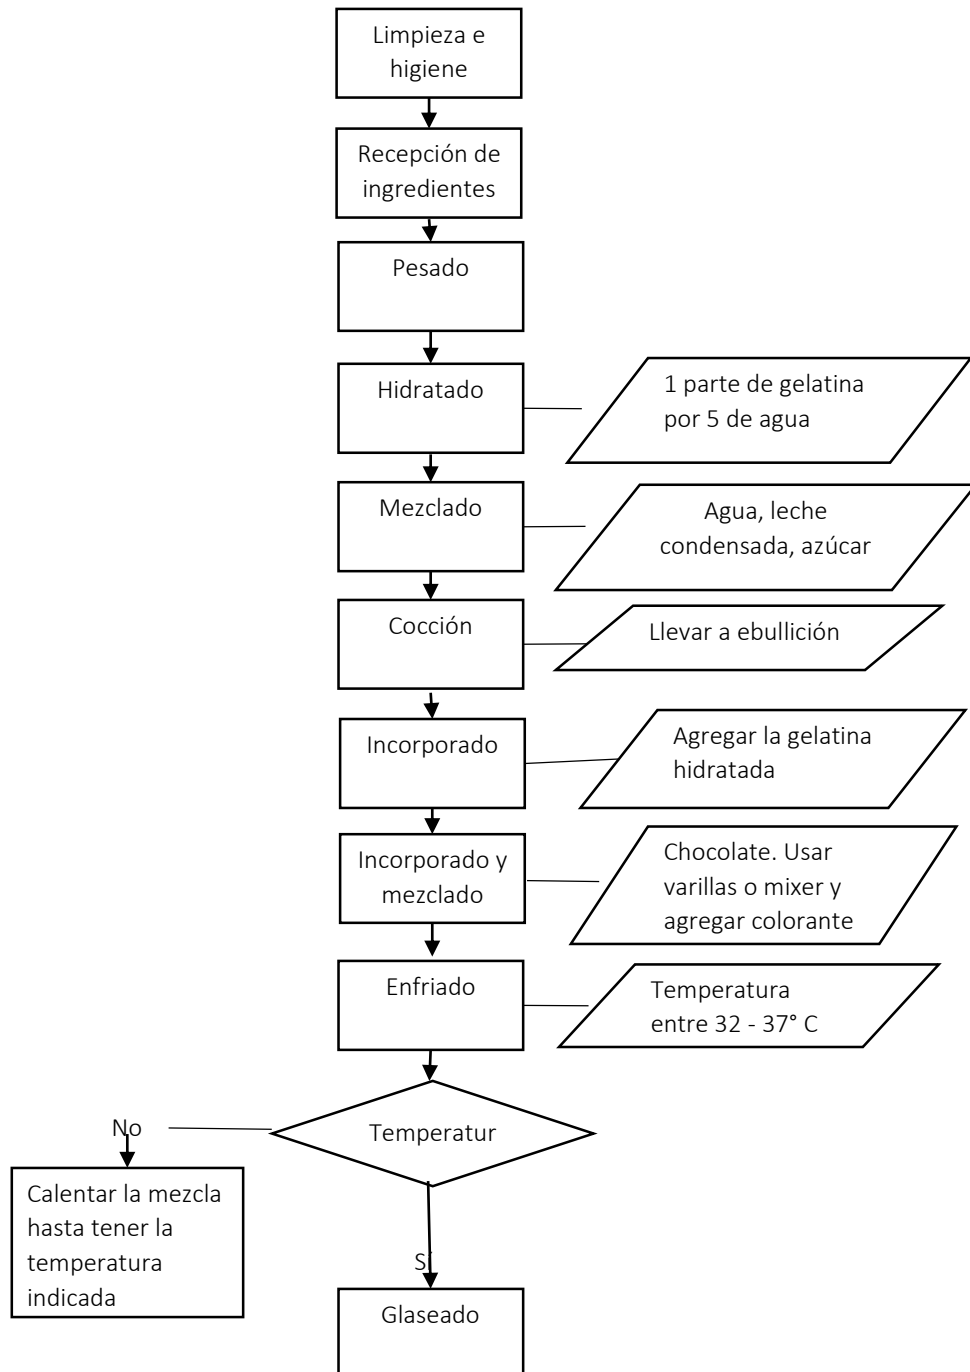 Limpieza e
higiene
Recepción de
ingredientes
Pesado
Hidratado
1 parte de gelatina
por 5 de agua
Mezclado
Agua, leche
condensada, azúcar
Cocción
Llevar a ebullición
Incorporado
Agregar la gelatina
hidratada
Incorporado y
mezclado
Chocolate. Usar
varillas o mixer y
agregar colorante
Enfriado
Temperatura
entre 32 - 37° C
Temperatur
No
Calentar la mezcla
hasta tener la
temperatura
indicada
Sí
Glaseado